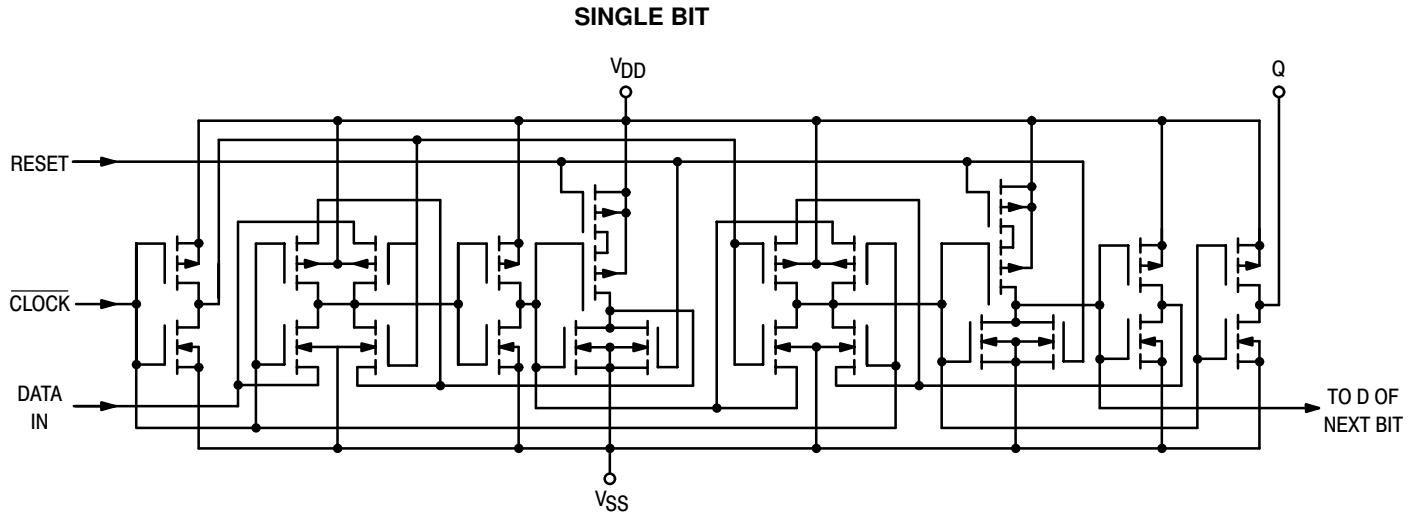 SINGLE BIT
VDD
Q
RESET
CLOCK
DATA
IN
TO D OF
NEXT BIT
VSS